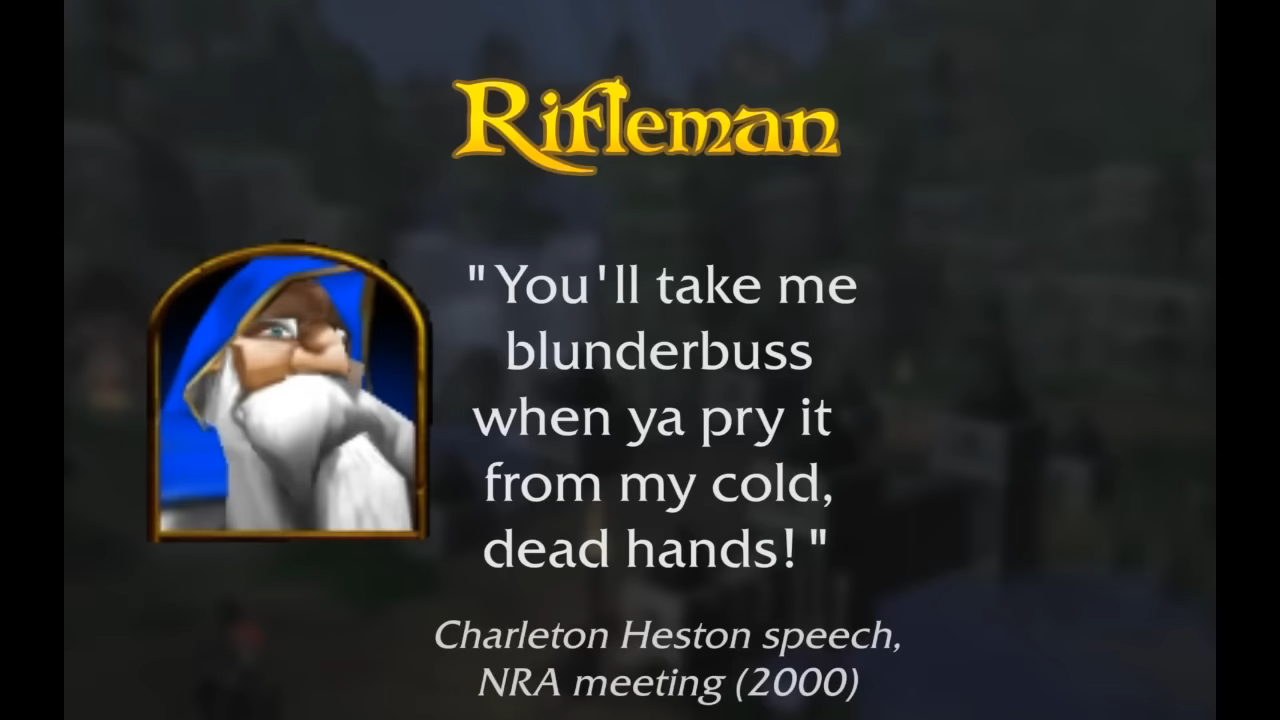 Rifleman
"You'll take me
blunderbuss
when ya pry it
from my cold,
dead hands!"
Charleton Heston speech,
NRA meeting (2000)